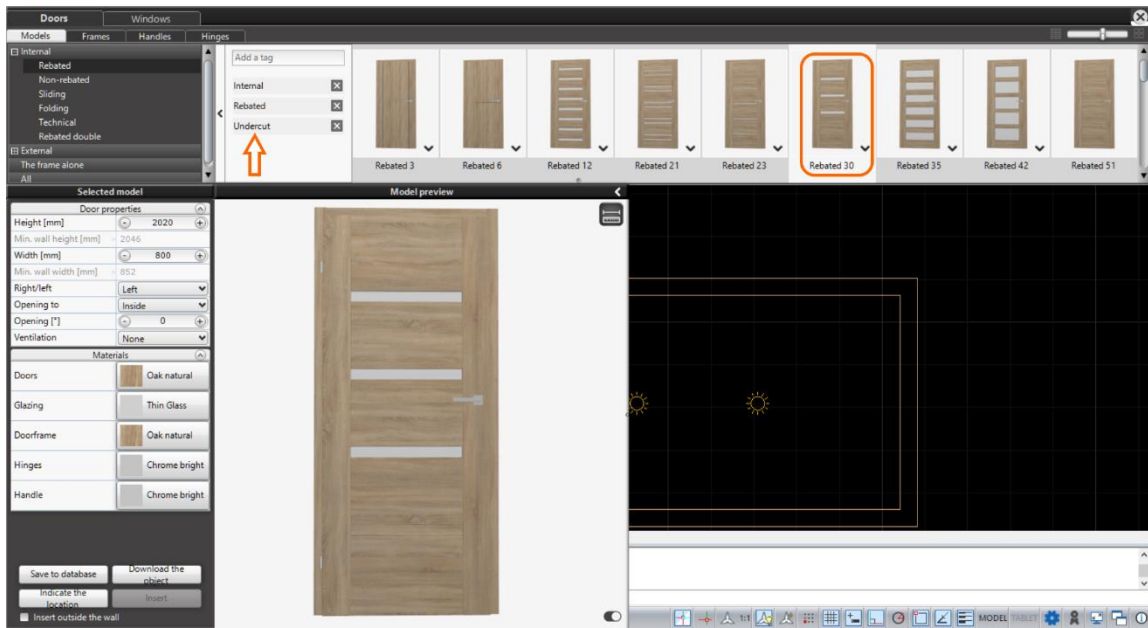 Doors Windows
Models Frames Handles Hinges
Internal
Rebated
Non-rebated
Sliding
Folding
Technical
Rebated double
External
The frame alone
All
Add a tag
Internal
Rebated
Undercut
Rebated 3 Rebated 6 Rebated 12 Rebated 21 Rebated 23 Rebated 30 Rebated 35 Rebated 42 Rebated 51
Selected model
Door properties
Height [mm] 2020
Min. wall height [mm] 2046
Width [mm] 800
Min. wall width [mm] 852
Right/left Left
Opening to Inside
Opening [°] 0
Ventilation None
Materials
Doors Oak natural
Glazing Thin Glass
Doorframe Oak natural
Hinges Chrome bright
Handle Chrome bright
Save to database
Download the
object
Indicate the
location
Insert
Insert outside the wall
Model preview
1:1 MODEL TABLET